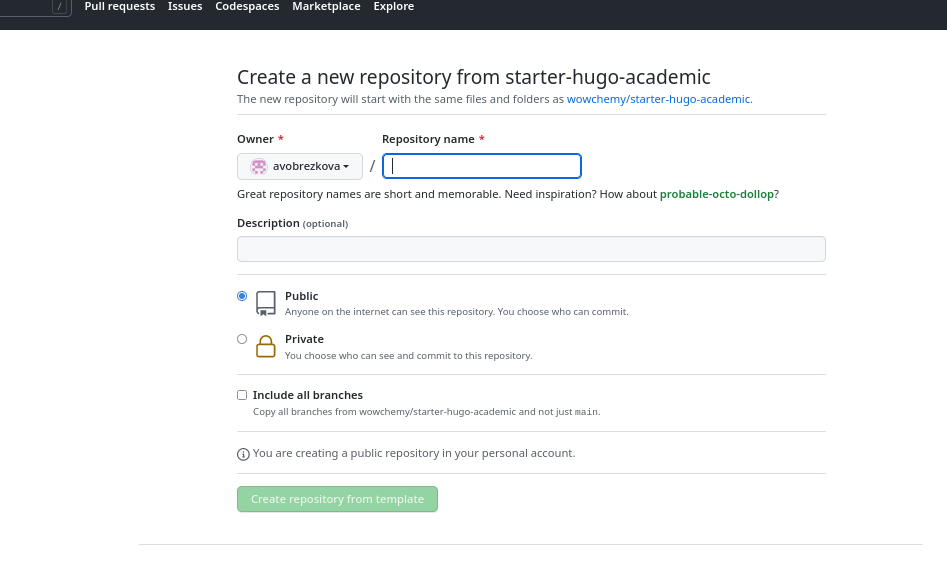 / Pull requests Issues Codespaces Marketplace Explore
Create a new repository from starter-hugo-academic
The new repository will start with the same files and folders as wowchemy/starter-hugo-academic.
Owner * Repository name *
avobrezkova /
Great repository names are short and memorable. Need inspiration? How about probable-octo-dollop?
Description (optional)
Public
Anyone on the internet can see this repository. You choose who can commit.
Private
You choose who can see and commit to this repository.
Include all branches
Copy all branches from wowchemy/starter-hugo-academic and not just main.
You are creating a public repository in your personal account.
Create repository from template